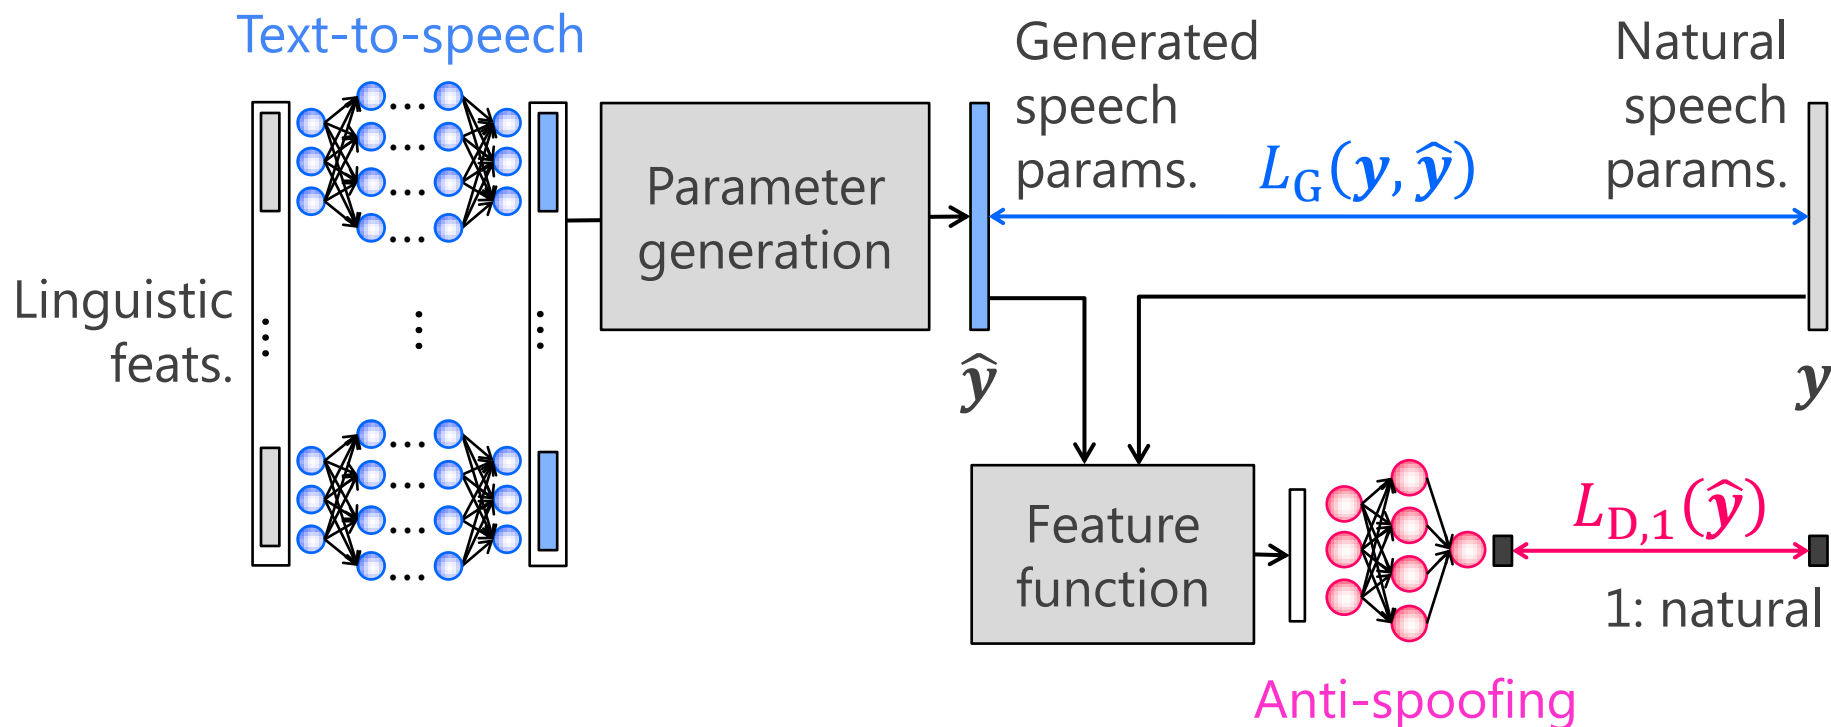 Text-to-speech
Linguistic
feats.
Parameter
generation
Generated
speech
params.
L_G(y, ŷ)
Natural
speech
params.
ŷ
y
Feature
function
L_D,1(ŷ)
1: natural
Anti-spoofing